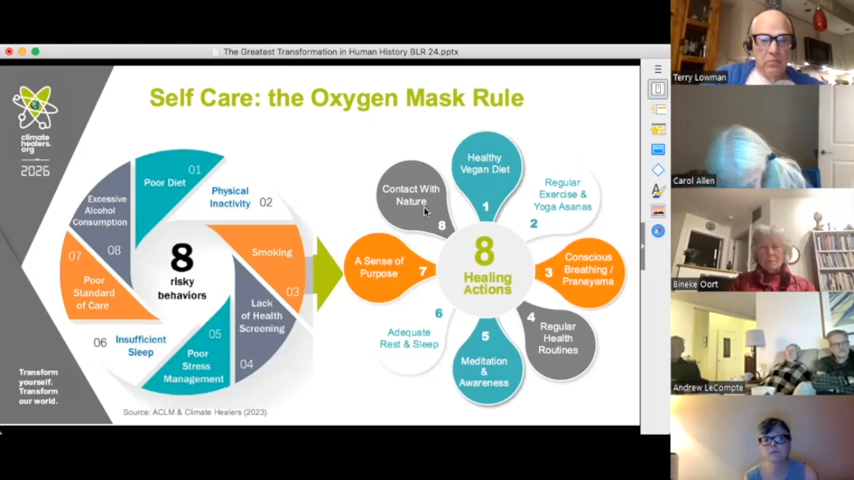 The Greatest Transformation in Human History BLR 24.pptx
climate
healers.
org
2026
Self Care: the Oxygen Mask Rule
01
Poor Diet
Physical
Inactivity
02
Smoking
03
Lack
of Health
Screening
04
05
Poor
Stress
Management
06
Insufficient
Sleep
07
Poor
Standard
of Care
Excessive
Alcohol
Consumption
08
8
risky
behaviors
Healthy
Vegan Diet
1
Regular
Exercise &
Yoga Asanas
2
3
Conscious
Breathing /
Pranayama
4
Regular
Health
Routines
5
Meditation
&
Awareness
6
Adequate
Rest & Sleep
A Sense of
Purpose
7
Contact With
Nature
8
8
Healing
Actions
Transform
yourself.
Transform
our world.
Source: ACLM & Climate Healers (2023).
Terry Lowman
Carol Allen
Bineke Oort
Andrew LeCompte